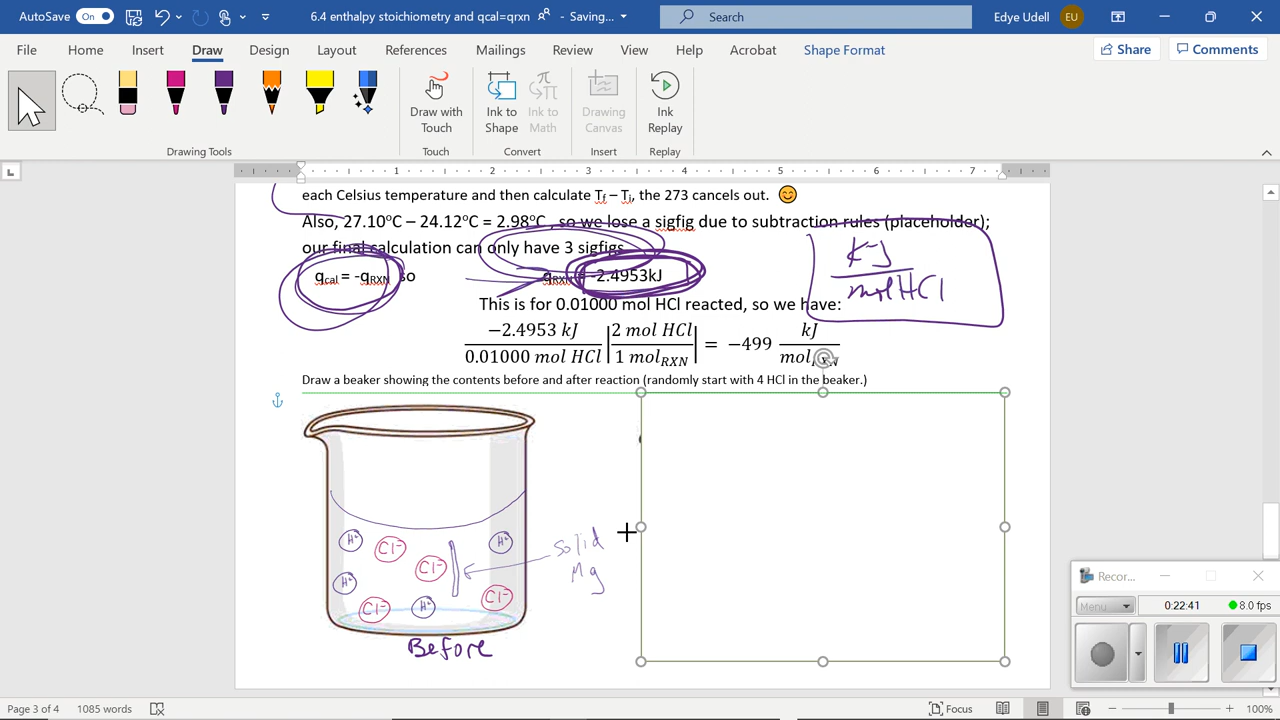 AutoSave On 6.4 enthalpy stoichiometry and qcal=qrxn - Saving... Search Edye Udell EU
File Home Insert Draw Design Layout References Mailings Review View Help Acrobat Shape Format Share Comments
Draw with Touch
Ink to Shape
Ink to Math
Drawing Canvas
Ink Replay
Drawing Tools Touch Convert Insert Replay
1 2 3 4 5 6 7
each Celsius temperature and then calculate Tf – Ti, the 273 cancels out. 😊
Also, 27.10°C – 24.12°C = 2.98°C , so we lose a sigfig due to subtraction rules (placeholder);
our final calculation can only have 3 sigfigs.
kJ
mol HCl
qcal = -qRXN so qRXN = -2.4953kJ
This is for 0.01000 mol HCl reacted, so we have:
−2.4953 kJ 2 mol HCl = −499 kJ
0.01000 mol HCl 1 molRXN molRXN
Draw a beaker showing the contents before and after reaction (randomly start with 4 HCl in the beaker.)
H+ Cl- H+ solid
Cl- Mg
H+
Cl- H+ Cl-
Before
Recor...
Menu 0:22:41 8.0 fps
Page 3 of 4 1085 words Focus 100%